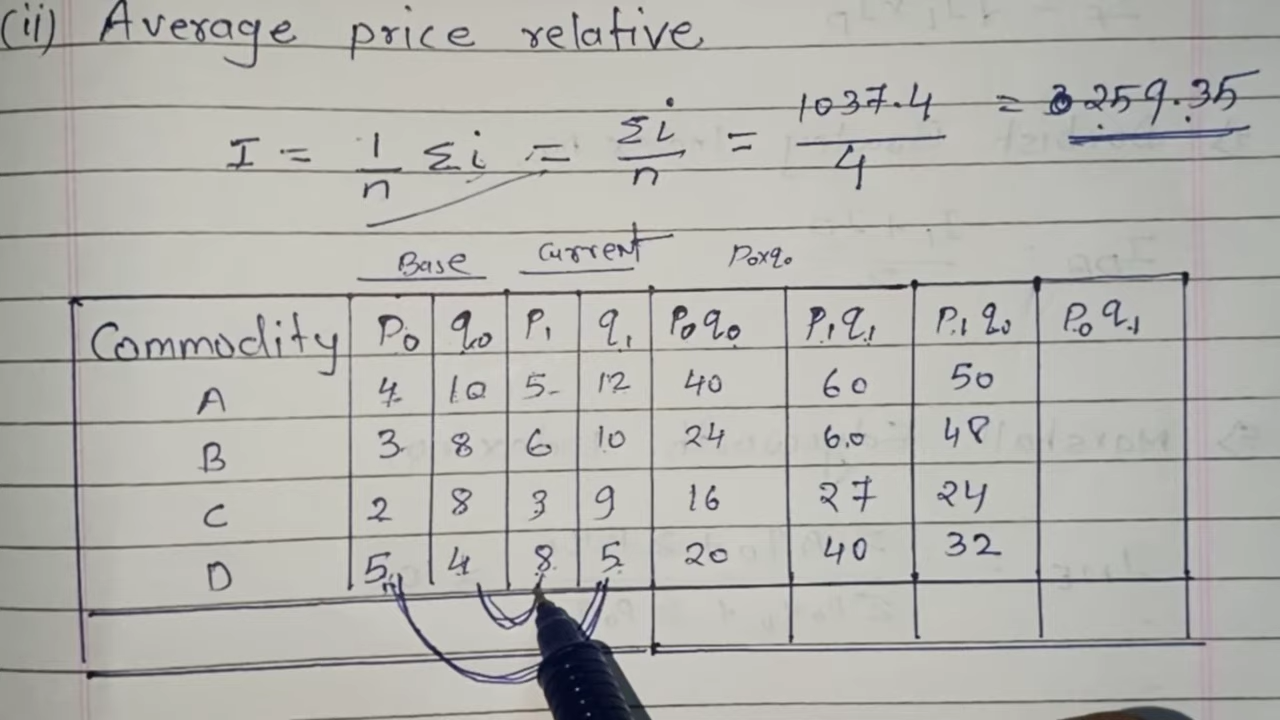 (ii) Average price relative
I = 1/n Σi = Σi/n = 1037.4/4 = 259.35
Base Current P₀×q₀
Commodity P₀ q₀ P₁ q₁ P₀q₀ P₁q₁ P₁q₀ P₀q₁
A 4 10 5 12 40 60 50
B 3 8 6 10 24 60 48
C 2 8 3 9 16 27 24
D 5 4 8 5 20 40 32